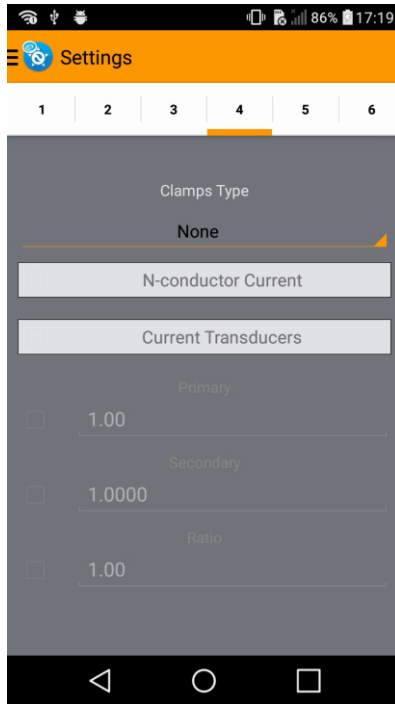 86% 17:19
Settings
1 2 3 4 5 6
Clamps Type
None
N-conductor Current
Current Transducers
Primary
1.00
Secondary
1.0000
Ratio
1.00